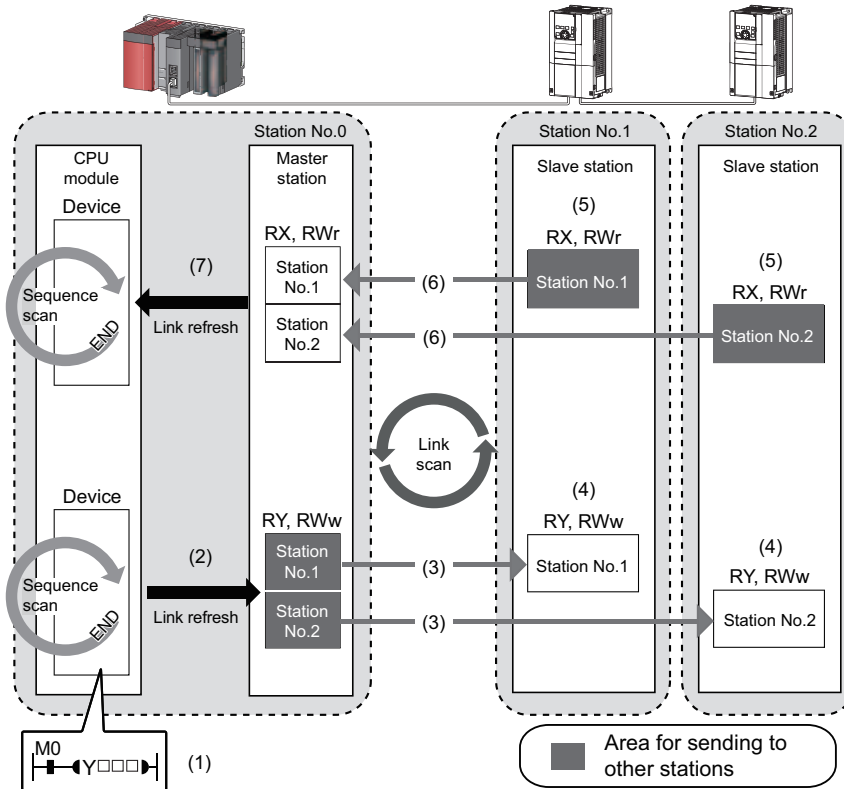 Station No.0
Station No.1
Station No.2
CPU
module
Master
station
Slave station
Slave station
Device
RX, RWr
Station
No.1
Station
No.2
(7)
Link refresh
Sequence
scan
END
(5)
RX, RWr
Station No.1
(5)
RX, RWr
Station No.2
(6)
(6)
Link
scan
Device
Sequence
scan
END
(2)
Link refresh
RY, RWw
Station
No.1
Station
No.2
(3)
(3)
(4)
RY, RWw
Station No.1
(4)
RY, RWw
Station No.2
M0
Y□□□
(1)
Area for sending to
other stations